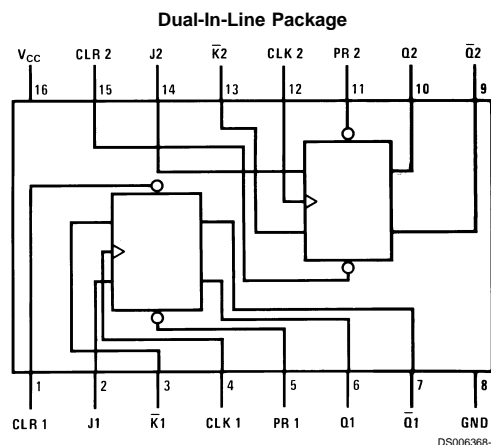 Dual-In-Line Package
V_CC CLR 2 J2 K̅2 CLK 2 PR 2 Q2 Q̅2
16 15 14 13 12 11 10 9
1 2 3 4 5 6 7 8
CLR 1 J1 K̅1 CLK 1 PR 1 Q1 Q̅1 GND
DS006368-